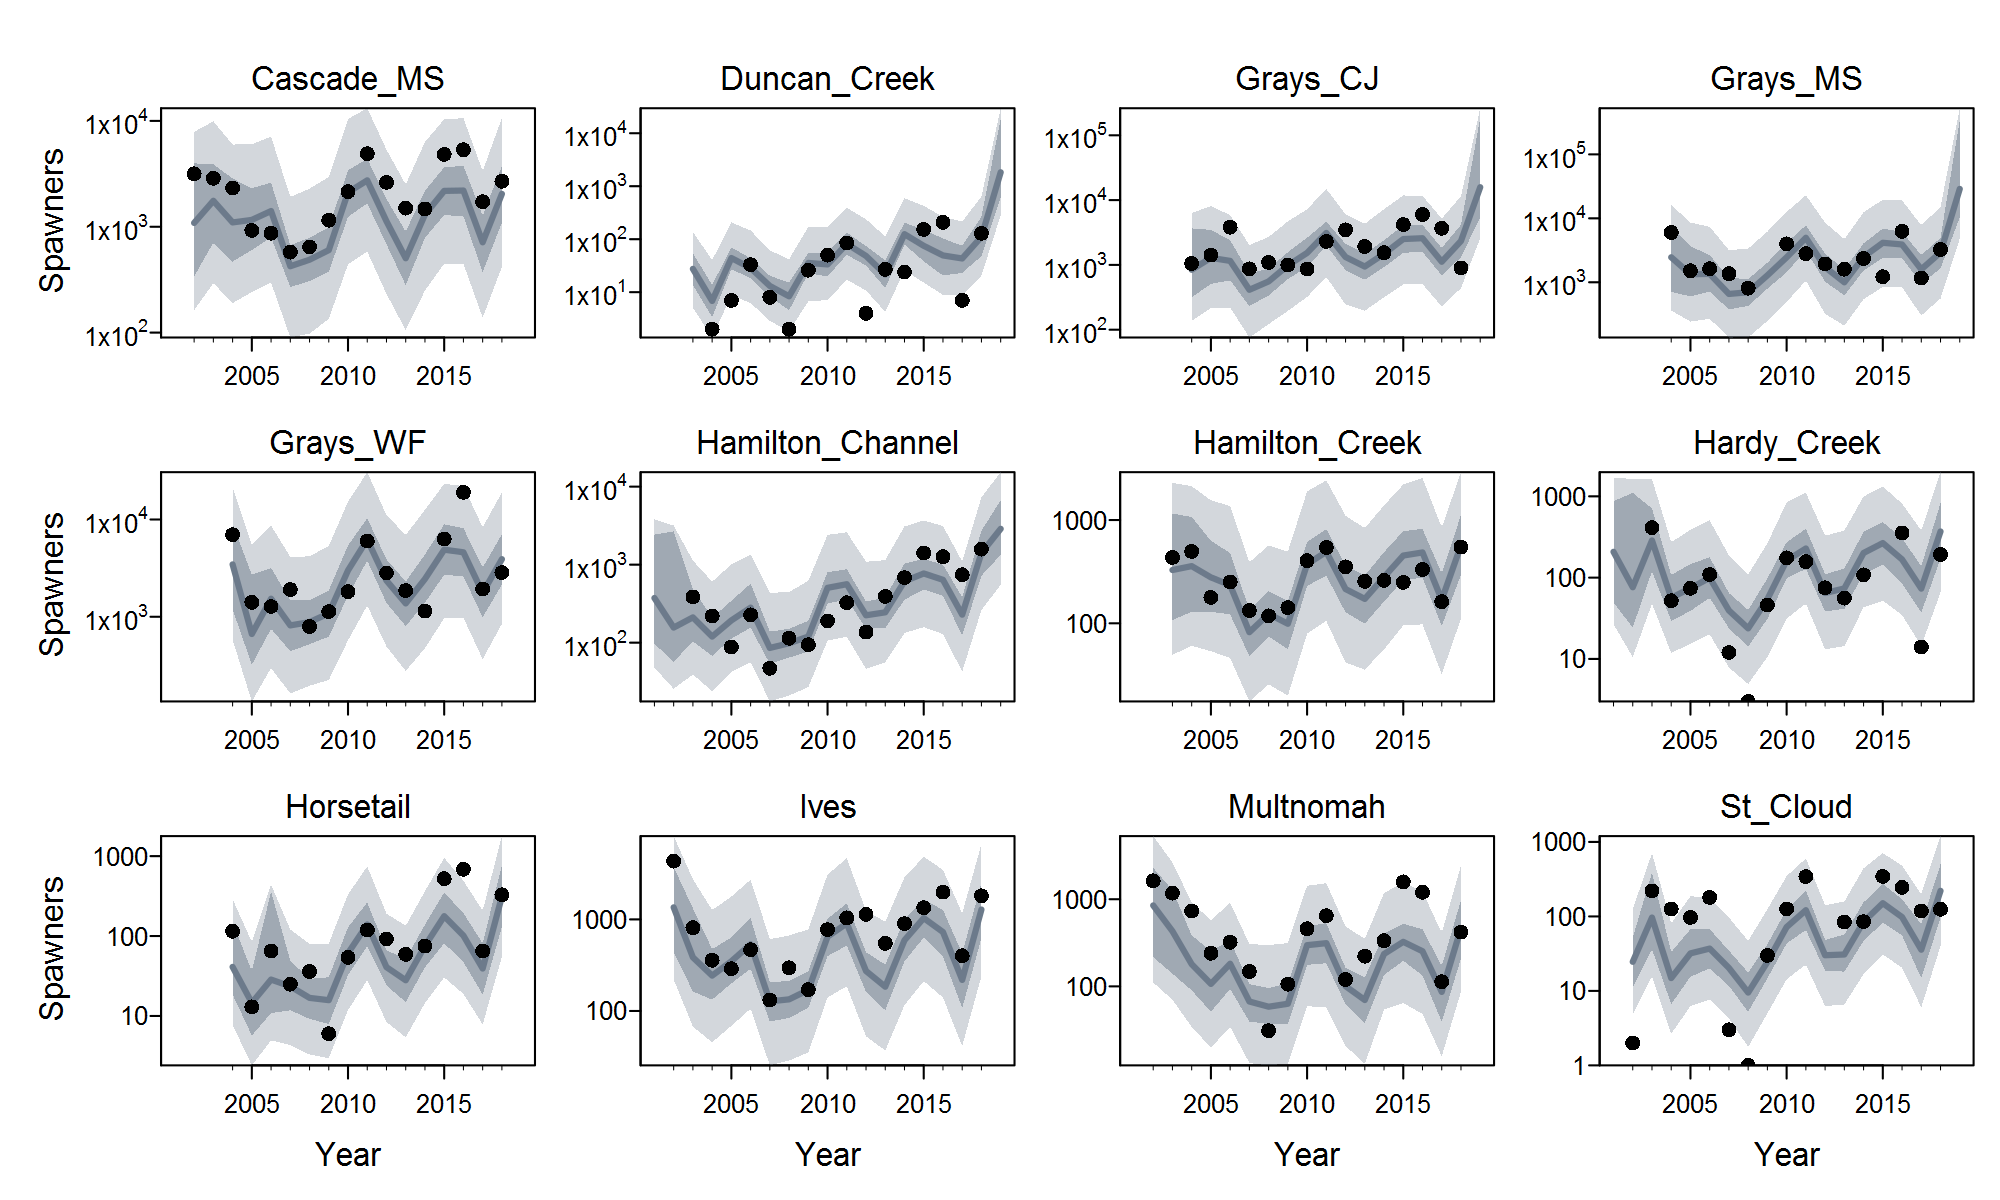 Cascade_MS Duncan_Creek Grays_CJ Grays_MS
Spawners
1x10^4
1x10^3
1x10^2
1x10^4
1x10^3
1x10^2
1x10^1
1x10^5
1x10^4
1x10^3
1x10^2
1x10^5
1x10^4
1x10^3
2005 2010 2015 2005 2010 2015 2005 2010 2015 2005 2010 2015
Grays_WF Hamilton_Channel Hamilton_Creek Hardy_Creek
Spawners
1x10^4
1x10^3
1x10^4
1x10^3
1x10^2
1000
100
1000
100
10
2005 2010 2015 2005 2010 2015 2005 2010 2015 2005 2010 2015
Horsetail Ives Multnomah St_Cloud
Spawners
1000
100
10
1000
100
1000
100
1000
100
10
1
2005 2010 2015 2005 2010 2015 2005 2010 2015 2005 2010 2015
Year Year Year Year